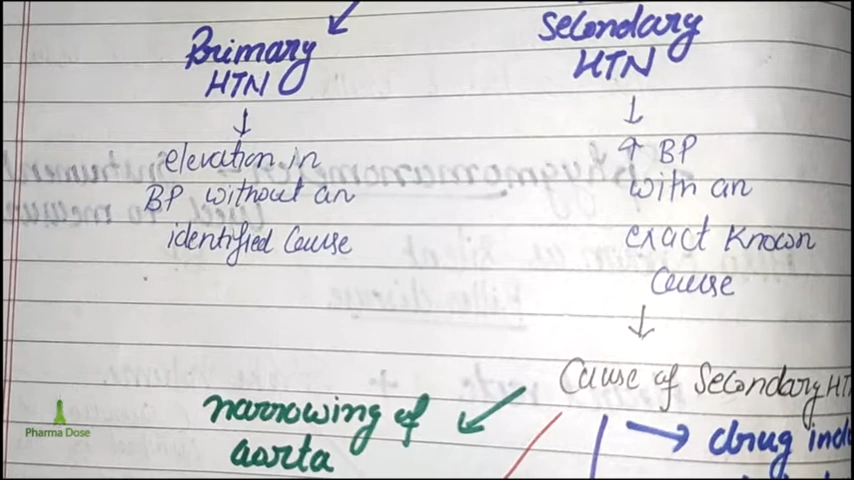 Primary
HTN
elevation in
BP without an
identified Cause
Secondary
HTN
↑ BP
with an
exact Known
Cause
Cause of Secondary HT
narrowing of
aorta
drug ind
Pharma Dose